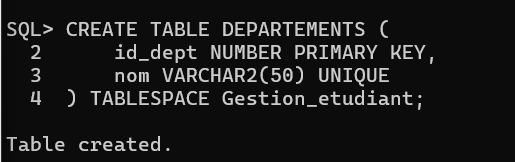 SQL> CREATE TABLE DEPARTEMENTS (
  2      id_dept NUMBER PRIMARY KEY,
  3      nom VARCHAR2(50) UNIQUE
  4  ) TABLESPACE Gestion_etudiant;
Table created.